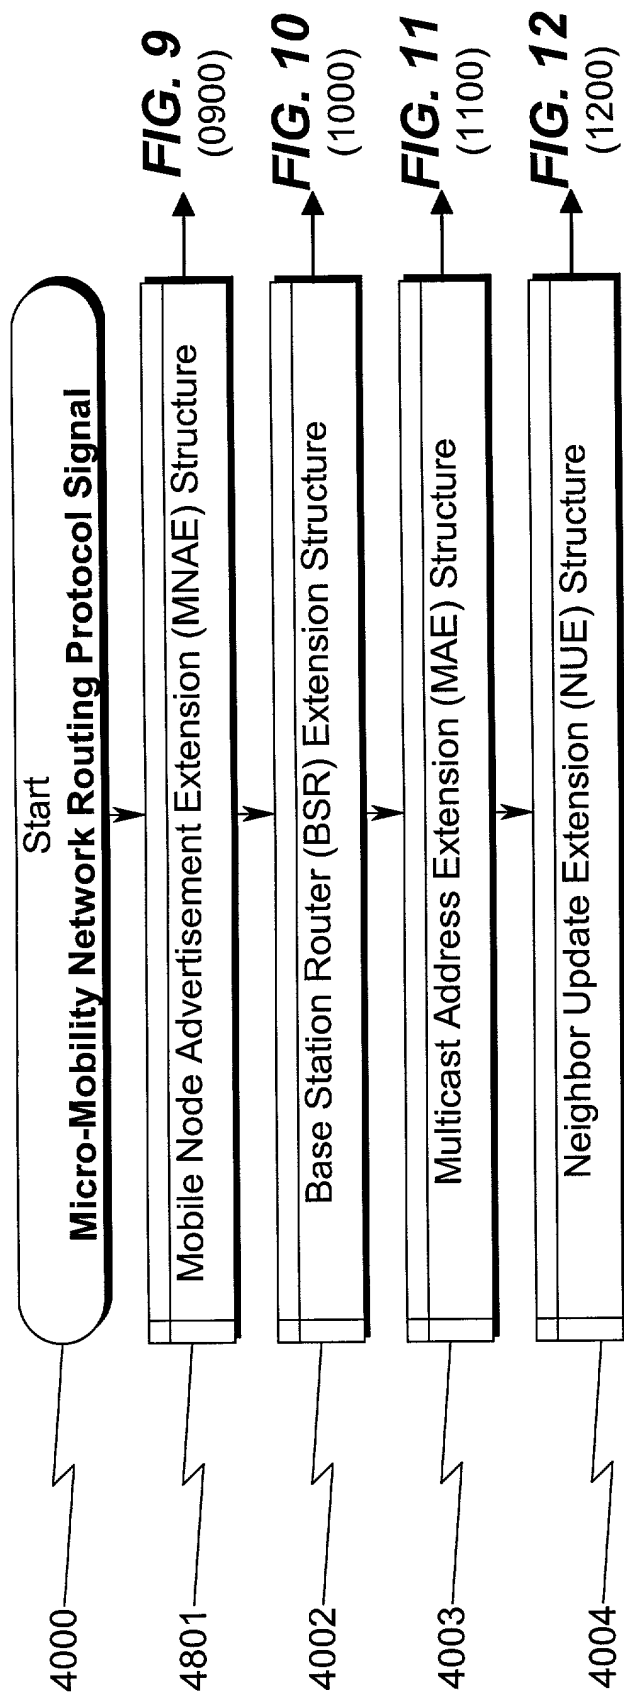 Start
4000
Micro-Mobility Network Routing Protocol Signal
4801
Mobile Node Advertisement Extension (MNAE) Structure
FIG. 9
(0900)
4002
Base Station Router (BSR) Extension Structure
FIG. 10
(1000)
4003
Multicast Address Extension (MAE) Structure
FIG. 11
(1100)
4004
Neighbor Update Extension (NUE) Structure
FIG. 12
(1200)